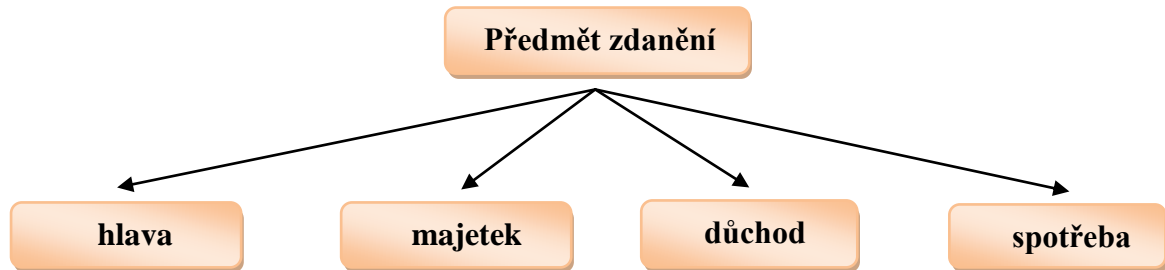 Předmět zdanění
hlava
majetek
důchod
spotřeba